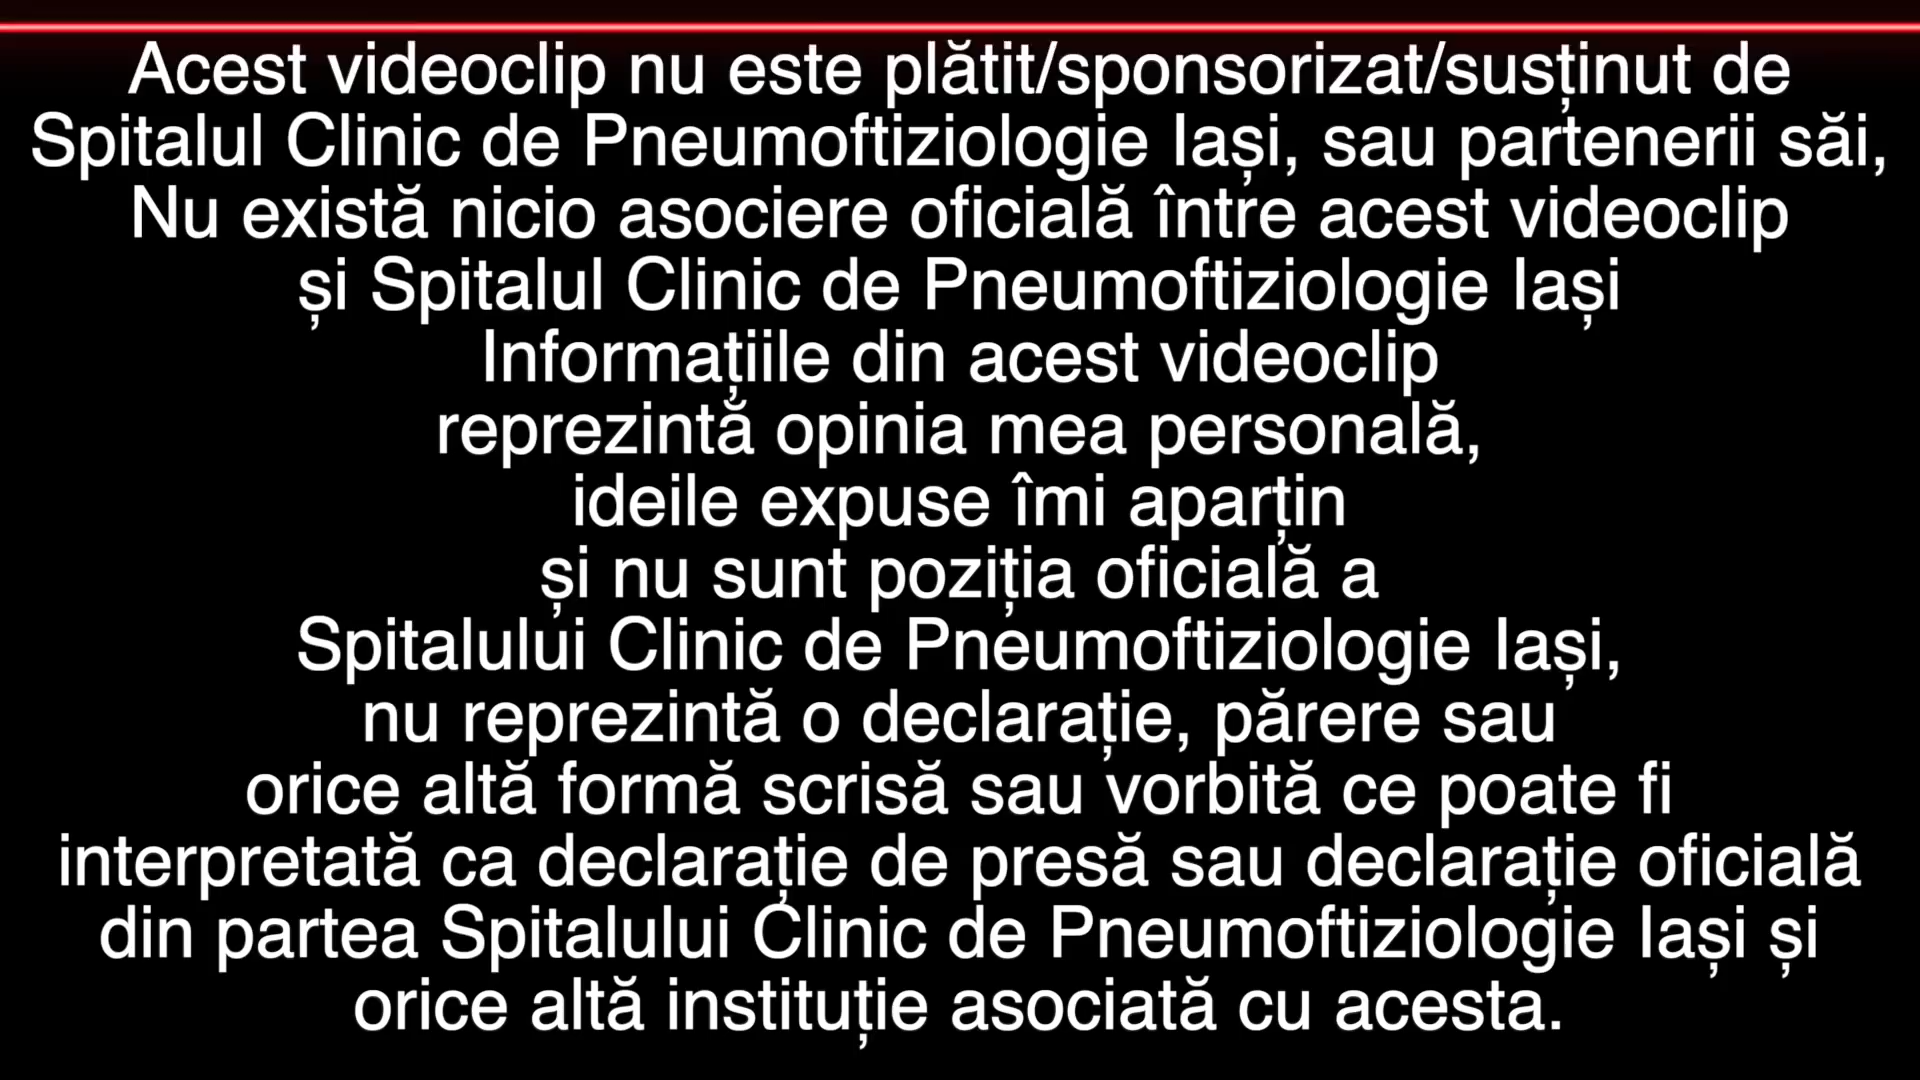 Acest videoclip nu este plătit/sponsorizat/susținut de
Spitalul Clinic de Pneumoftiziologie Iași, sau partenerii săi,
Nu există nicio asociere oficială între acest videoclip
și Spitalul Clinic de Pneumoftiziologie Iași
Informațiile din acest videoclip
reprezintă opinia mea personală,
ideile expuse îmi aparțin
și nu sunt poziția oficială a
Spitalului Clinic de Pneumoftiziologie Iași,
nu reprezintă o declarație, părere sau
orice altă formă scrisă sau vorbită ce poate fi
interpretată ca declarație de presă sau declarație oficială
din partea Spitalului Clinic de Pneumoftiziologie Iași și
orice altă instituție asociată cu acesta.